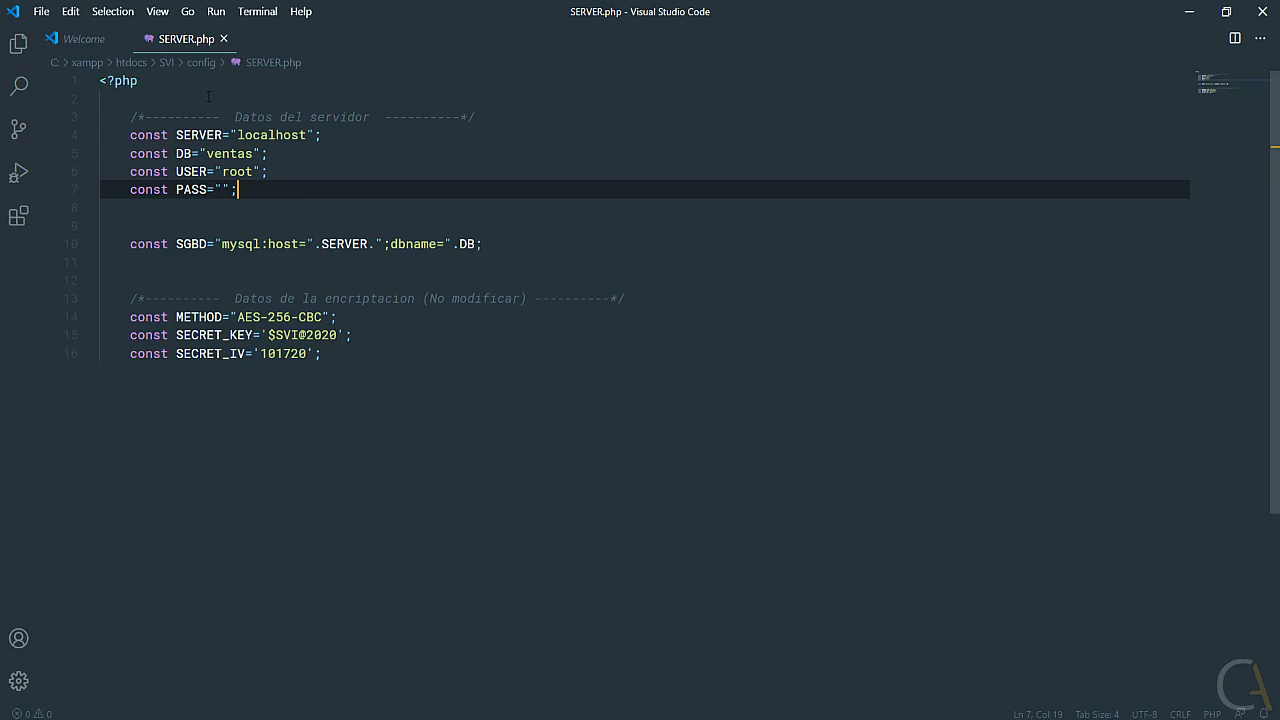 File Edit Selection View Go Run Terminal Help
SERVER.php - Visual Studio Code
Welcome SERVER.php
C: > xampp > htdocs > SVI > config > SERVER.php
1 <?php
2
3 /*---------- Datos del servidor ----------*/
4 const SERVER="localhost";
5 const DB="ventas";
6 const USER="root";
7 const PASS="";
8
9
10 const SGBD="mysql:host=".SERVER.";dbname=".DB;
11
12
13 /*---------- Datos de la encriptacion (No modificar) ----------*/
14 const METHOD="AES-256-CBC";
15 const SECRET_KEY='$SVI@2020';
16 const SECRET_IV='101720';
0 0
Ln 7, Col 19 Tab Size: 4 UTF-8 CRLF PHP
CA